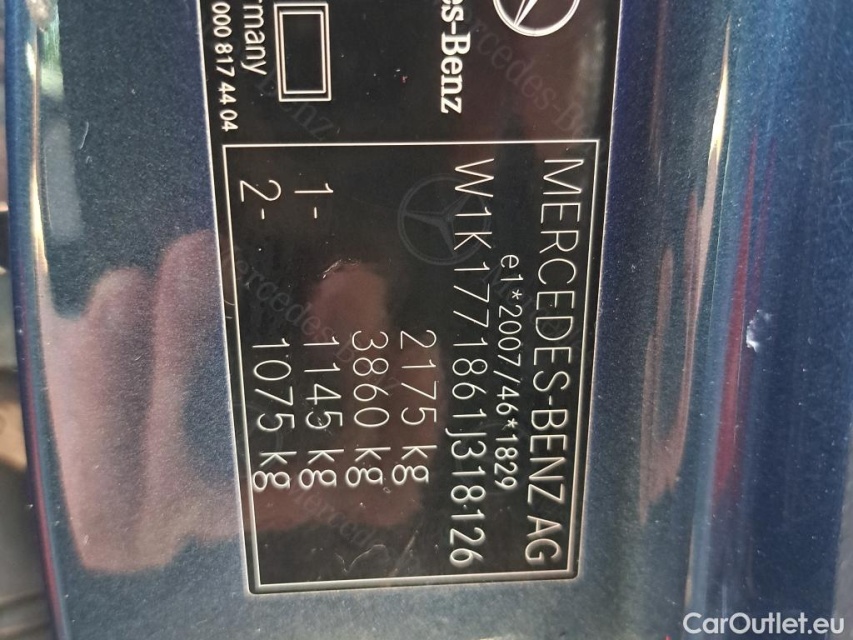 des-Benz
rmany
000 817 44 04
MERCEDES-BENZ AG
e1*2007/46*1829
W1K1771861J318126
2175 kg
3860 kg
1- 1145 kg
2- 1075 kg
CarOutlet.eu